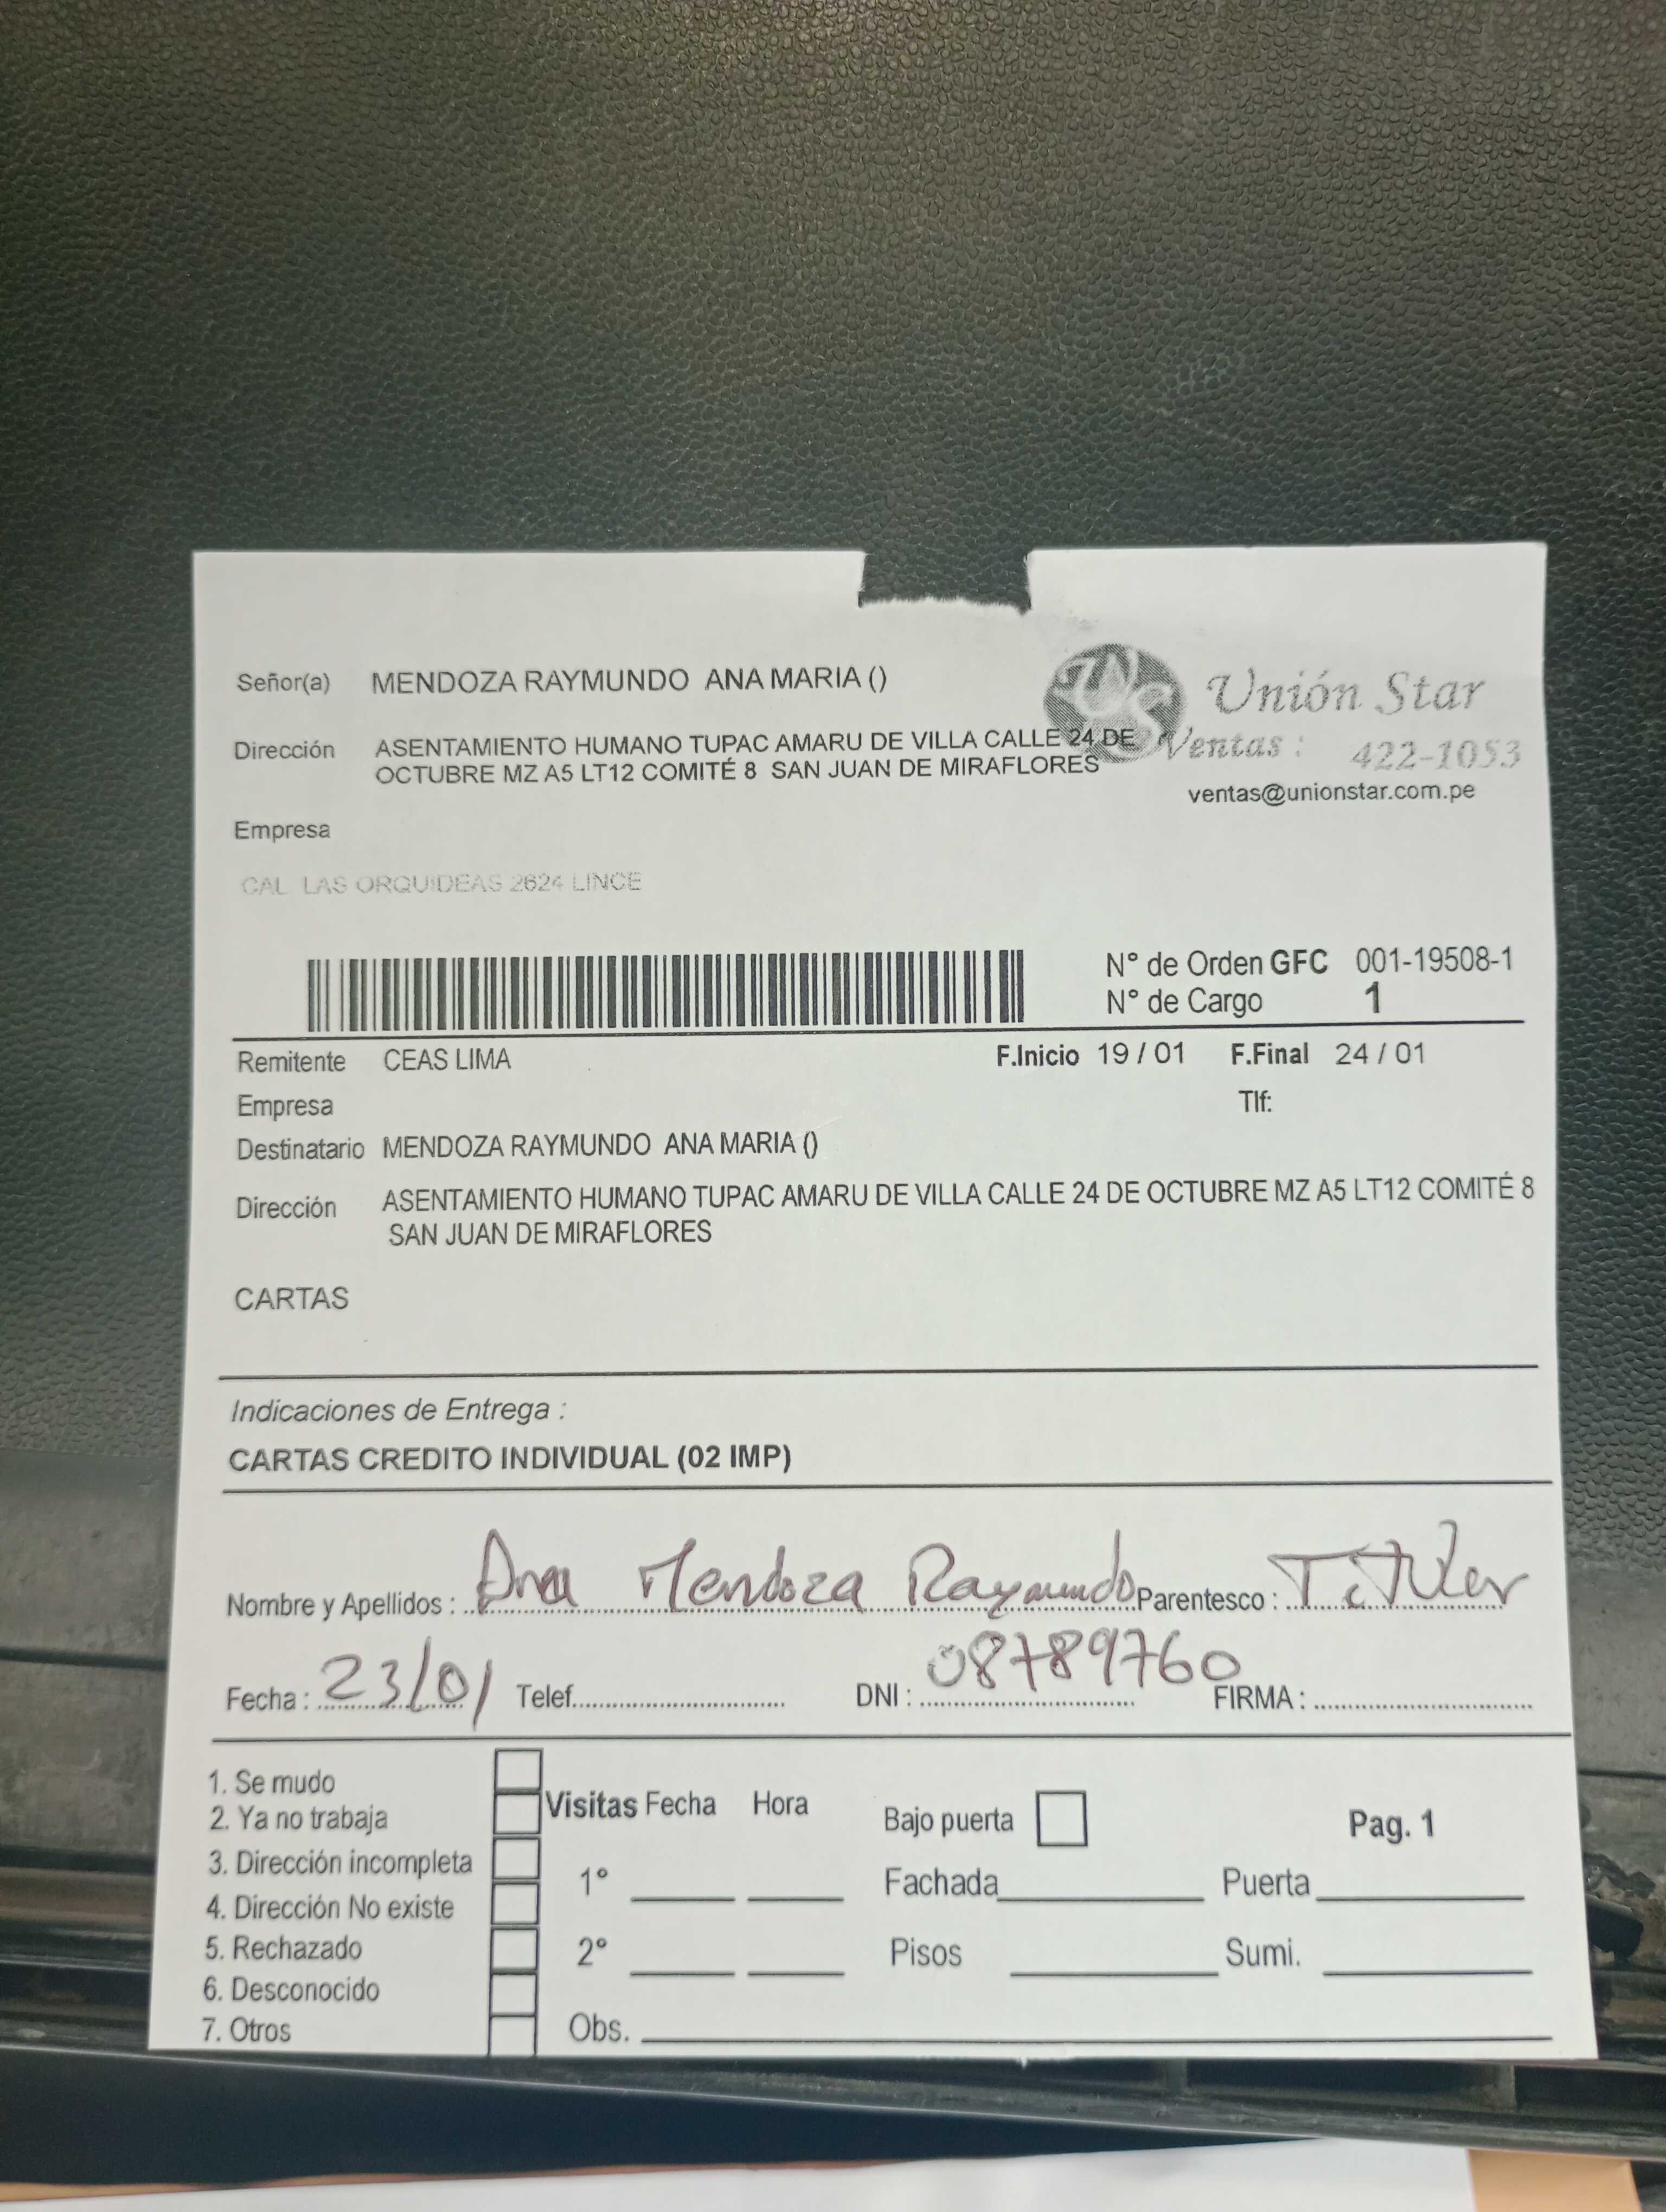 Señor(a) MENDOZA RAYMUNDO ANA MARIA ()
Unión Star
Dirección ASENTAMIENTO HUMANO TUPAC AMARU DE VILLA CALLE 24 DE
OCTUBRE MZ A5 LT12 COMITÉ 8 SAN JUAN DE MIRAFLORES
Ventas : 422-1053
ventas@unionstar.com.pe
Empresa
CAL LAS ORQUIDEAS 2624 LINCE
N° de Orden GFC 001-19508-1
N° de Cargo 1
Remitente CEAS LIMA F.Inicio 19 / 01 F.Final 24 / 01
Empresa Tlf:
Destinatario MENDOZA RAYMUNDO ANA MARIA ()
Dirección ASENTAMIENTO HUMANO TUPAC AMARU DE VILLA CALLE 24 DE OCTUBRE MZ A5 LT12 COMITÉ 8
SAN JUAN DE MIRAFLORES
CARTAS
Indicaciones de Entrega :
CARTAS CREDITO INDIVIDUAL (02 IMP)
Nombre y Apellidos : Ana Mendoza Raymundo Parentesco : Titular
Fecha : 23/01 Telef. DNI : 08789760 FIRMA :
1. Se mudo
2. Ya no trabaja
3. Dirección incompleta
4. Dirección No existe
5. Rechazado
6. Desconocido
7. Otros
Visitas Fecha Hora
1°
2°
Obs.
Bajo puerta Pag. 1
Fachada Puerta
Pisos Sumi.